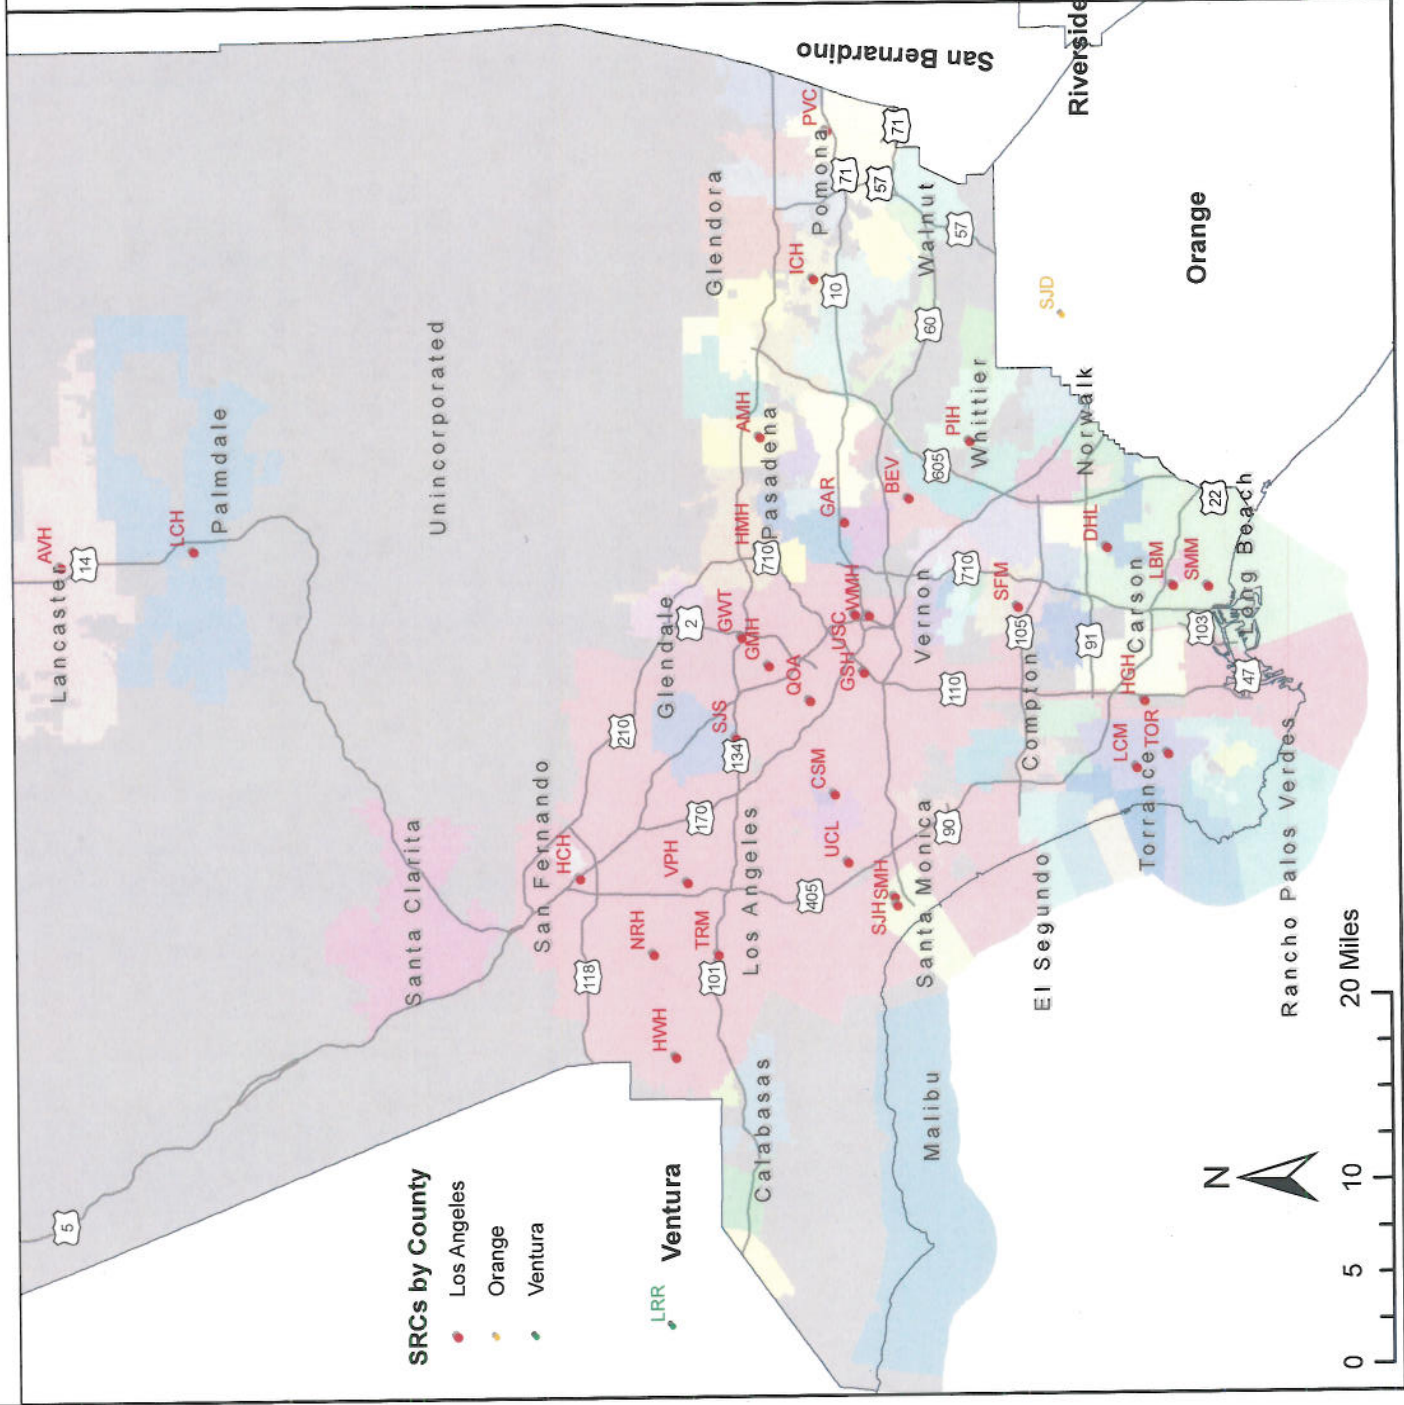 AVH
Lancaster
14
LCH
Palmdale
Unincorporated
5
Santa Clarita
San Fernando
HCH
118
210
NRH
VPH
170
HWH
TRM
101
Los Angeles
405
Calabasas
Malibu
Glendale
2
SJS
134
GWT
GMH
QOA
CSM
UCL
SJH
SMH
Santa Monica
90
El Segundo
HMH
710
Pasadena
AMH
GAR
BEV
WMH
USC
GSH
Vernon
710
110
Glendora
ICH
10
PVC
Pomona
71
57
71
Walnut
57
60
605
PIH
Whittier
Norwalk
SFM
105
Compton
91
DHL
Carson
LBM
SMM
22
Long Beach
103
47
HGH
LCM
TOR
Torrance
Rancho Palos Verdes
SJD
Orange
San Bernardino
Riverside
Ventura
LRR
SRCs by County
Los Angeles
Orange
Ventura
N
0 5 10 20 Miles